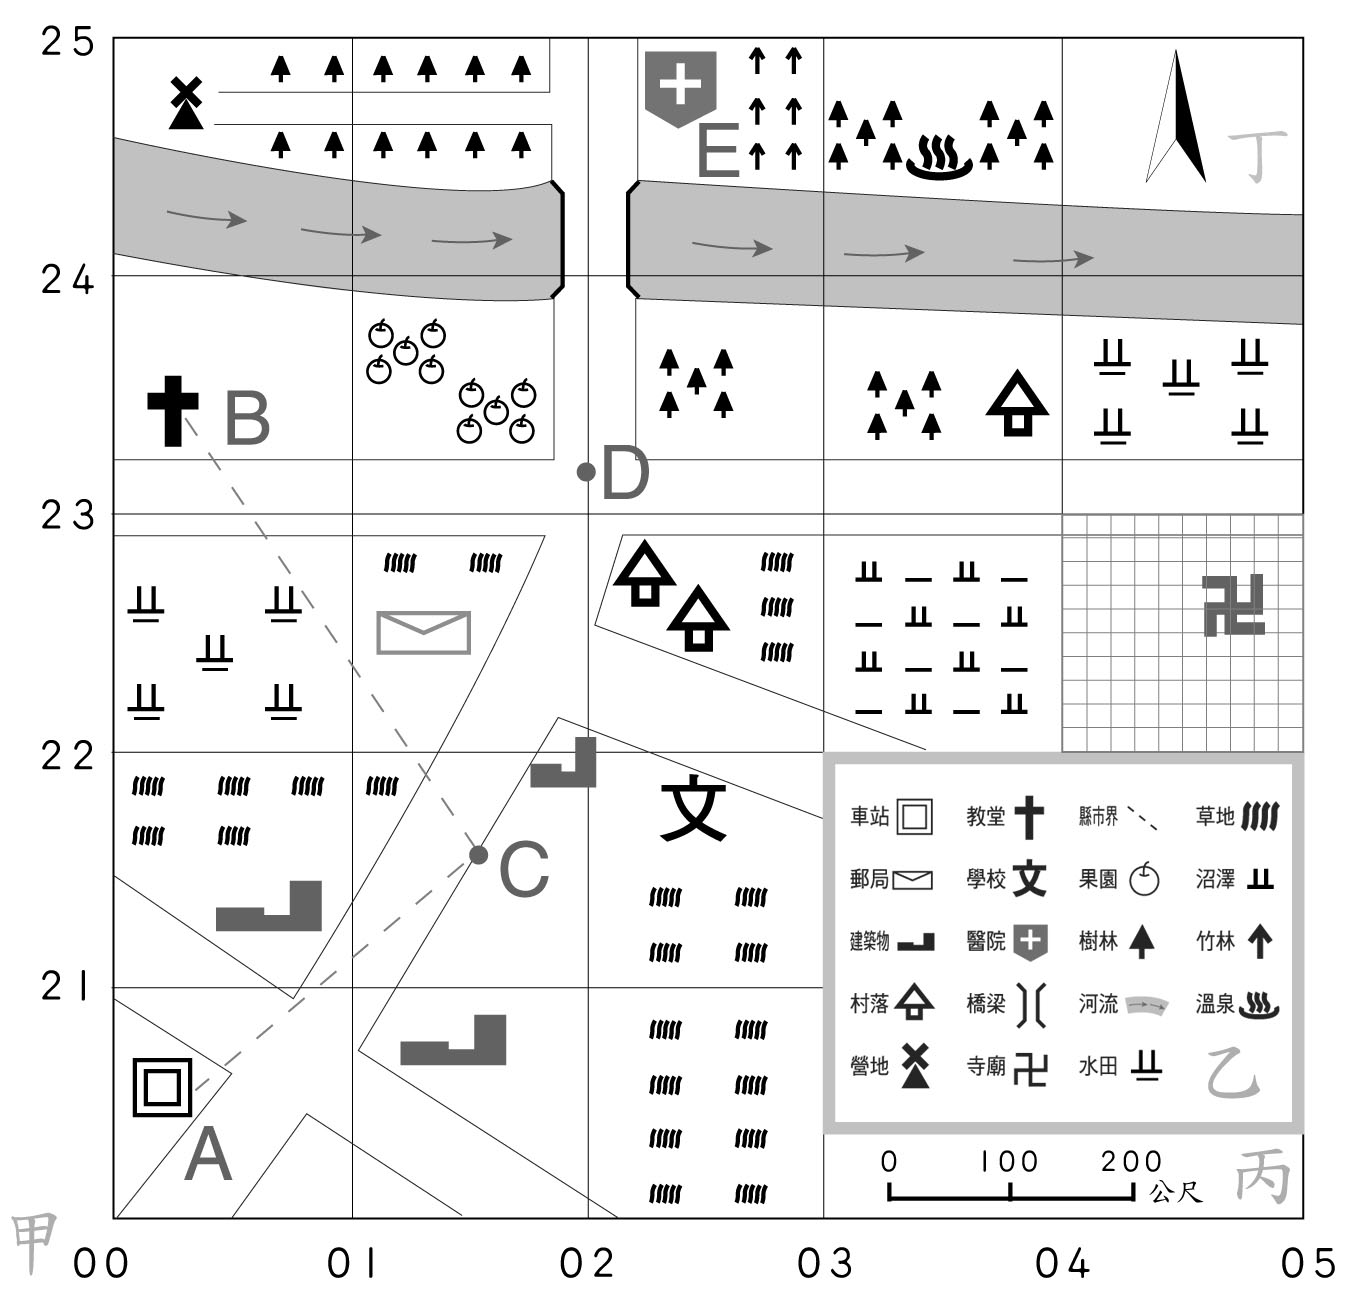 25
24
23
22
21
00 01 02 03 04 05
E
丁
B
D
文
C
A
車站 教堂 縣市界 草地
郵局 學校 文 果園 沼澤
建築物 醫院 樹林 竹林
村落 橋梁 河流 溫泉
營地 寺廟 卍 水田 乙
0 100 200 公尺
丙
甲
卍